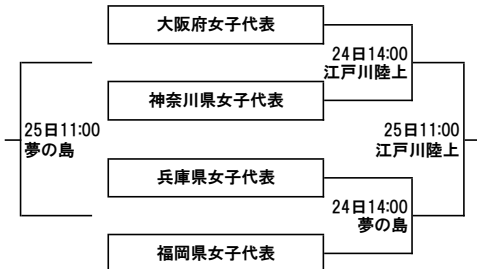 大阪府女子代表
24日14:00
江戸川陸上
神奈川県女子代表
25日11:00
夢の島
25日11:00
江戸川陸上
兵庫県女子代表
24日14:00
夢の島
福岡県女子代表